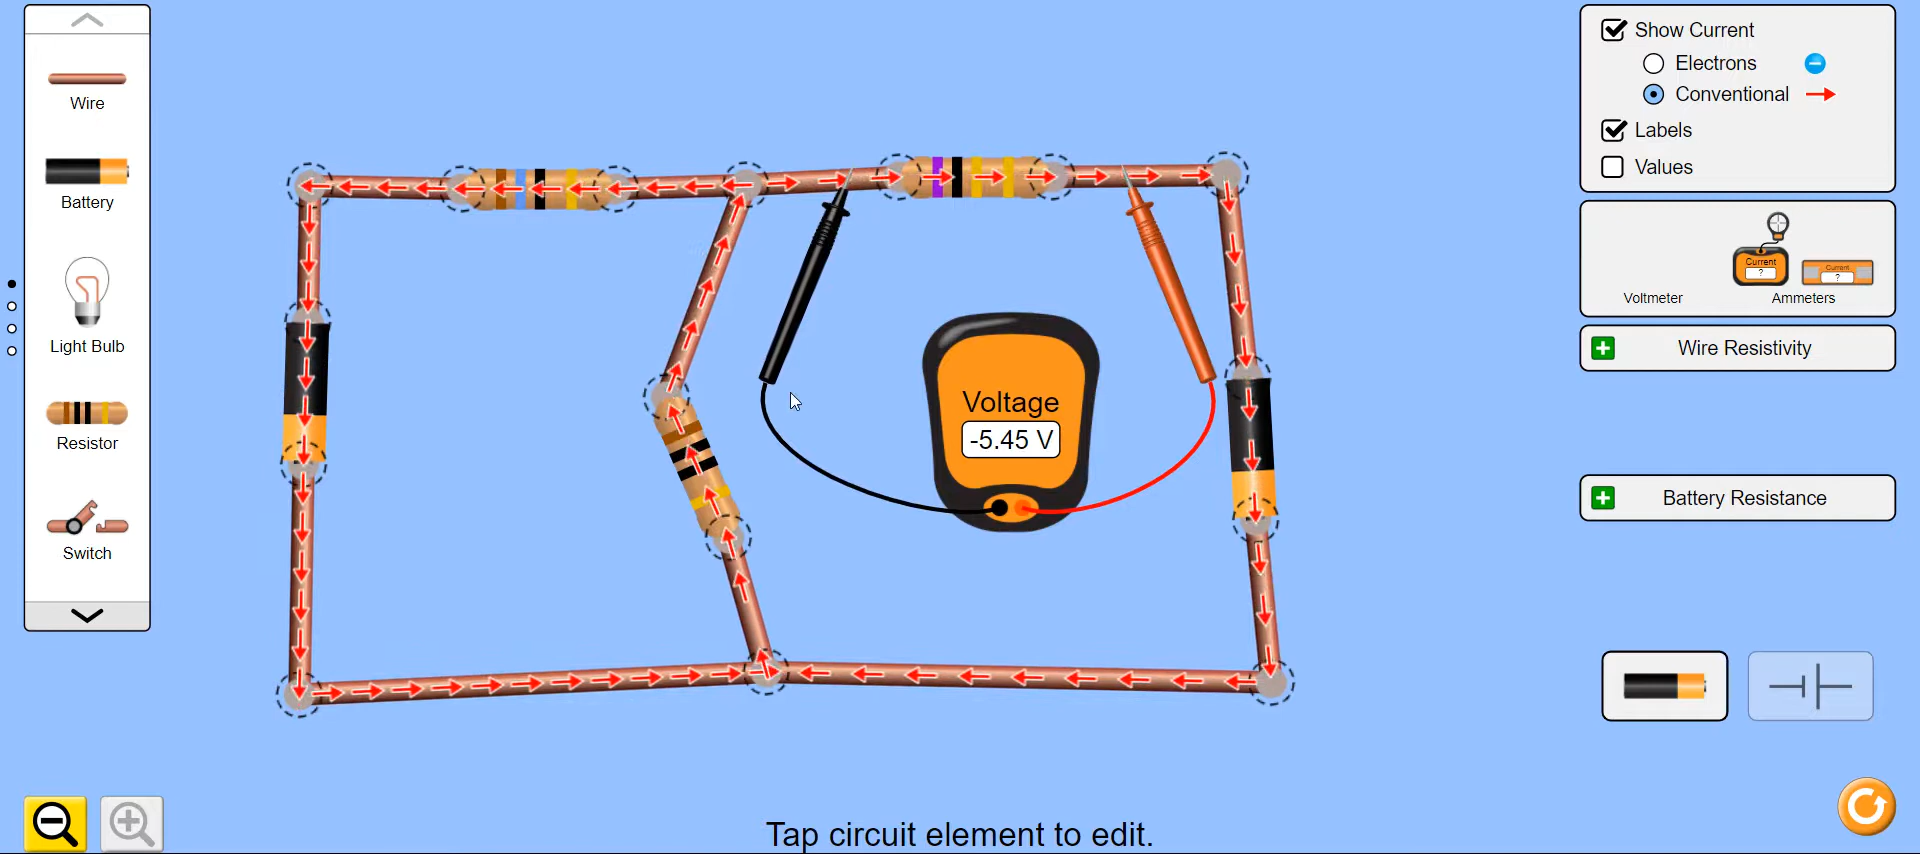 Wire
Battery
Light Bulb
Resistor
Switch
Voltage
-5.45 V
Show Current
Electrons
Conventional
Labels
Values
Current
?
Current
?
Voltmeter
Ammeters
Wire Resistivity
Battery Resistance
Tap circuit element to edit.